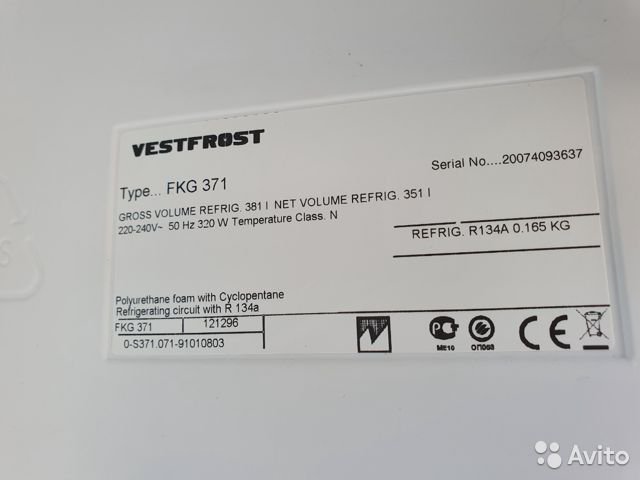 VESTFROST
Serial No....20074093637
Type... FKG 371
GROSS VOLUME REFRIG. 381 l NET VOLUME REFRIG. 351 l
220-240V~ 50 Hz 320 W Temperature Class. N
REFRIG. R134A 0.165 KG
Polyurethane foam with Cyclopentane
Refrigerating circuit with R 134a
FKG 371 121296
0-S371.071-91010803
ME10
ОП053
CE
Avito